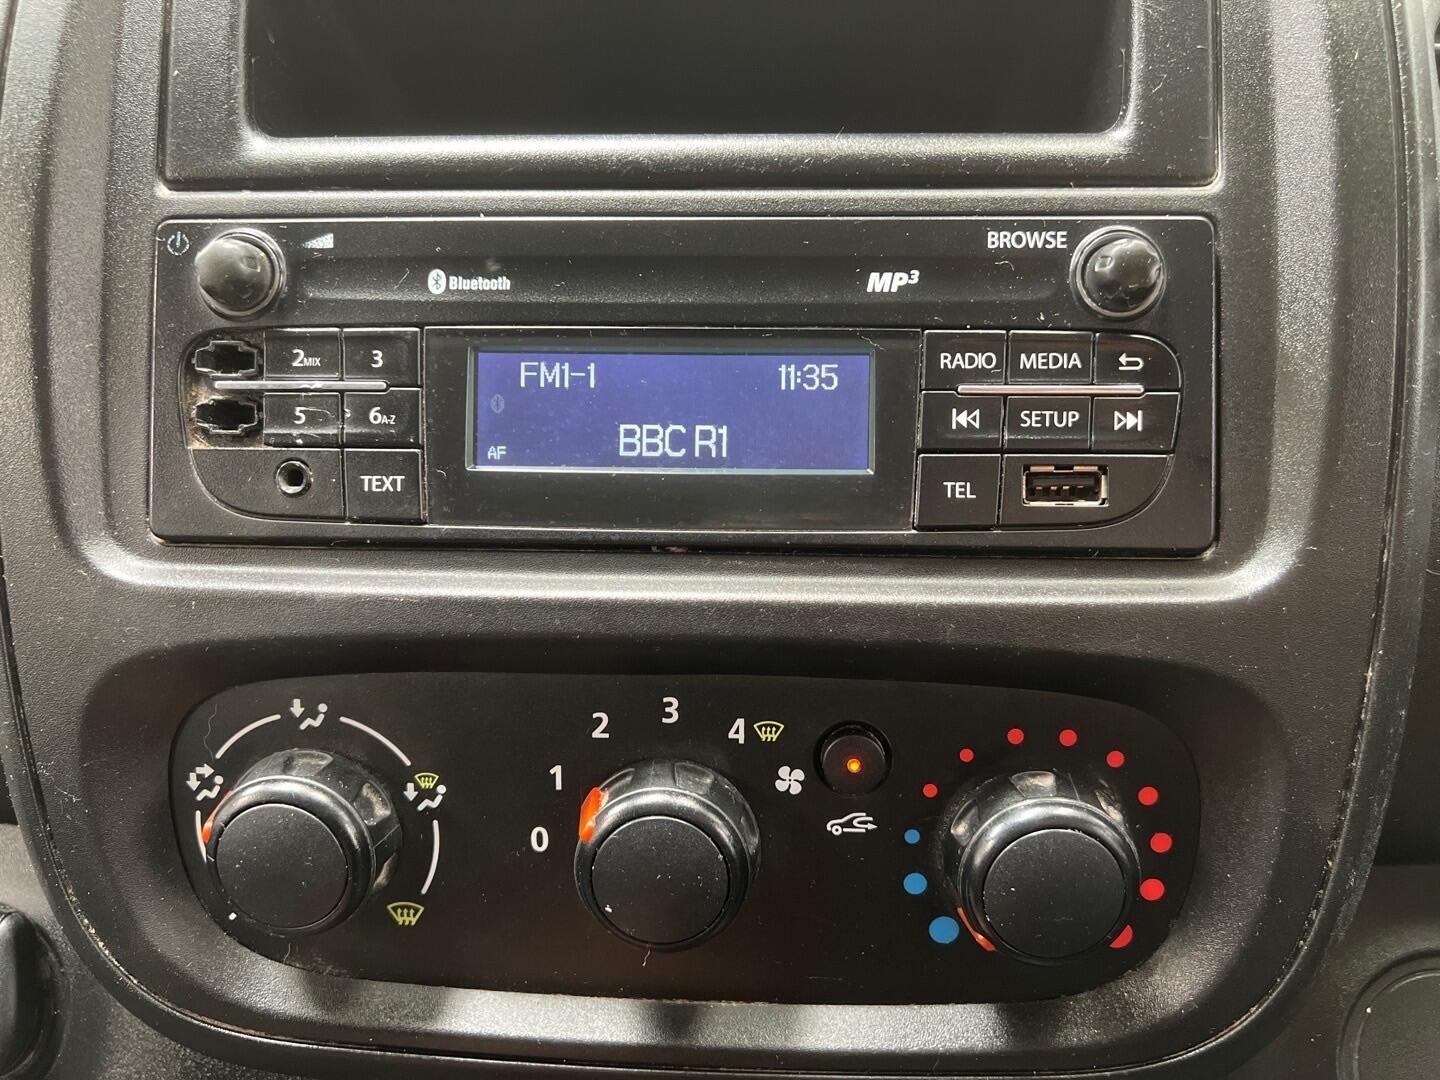 BROWSE
Bluetooth
MP3
2MIX
3
RADIO
MEDIA
FM1-1
11:35
5
6A-Z
SETUP
BBC R1
AF
TEXT
TEL
0
1
2
3
4